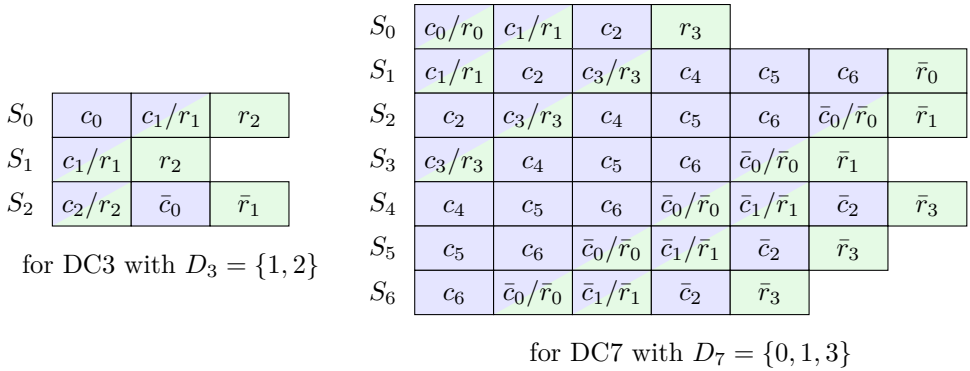 S₀ c₀ c₁/r₁ r₂
S₁ c₁/r₁ r₂
S₂ c₂/r₂ c̄₀ r̄₁
for DC3 with D₃ = {1, 2}
S₀ c₀/r₀ c₁/r₁ c₂ r₃
S₁ c₁/r₁ c₂ c₃/r₃ c₄ c₅ c₆ r̄₀
S₂ c₂ c₃/r₃ c₄ c₅ c₆ c̄₀/r̄₀ r̄₁
S₃ c₃/r₃ c₄ c₅ c₆ c̄₀/r̄₀ r̄₁
S₄ c₄ c₅ c₆ c̄₀/r̄₀ c̄₁/r̄₁ c̄₂ r̄₃
S₅ c₅ c₆ c̄₀/r̄₀ c̄₁/r̄₁ c̄₂ r̄₃
S₆ c₆ c̄₀/r̄₀ c̄₁/r̄₁ c̄₂ r̄₃
for DC7 with D₇ = {0, 1, 3}